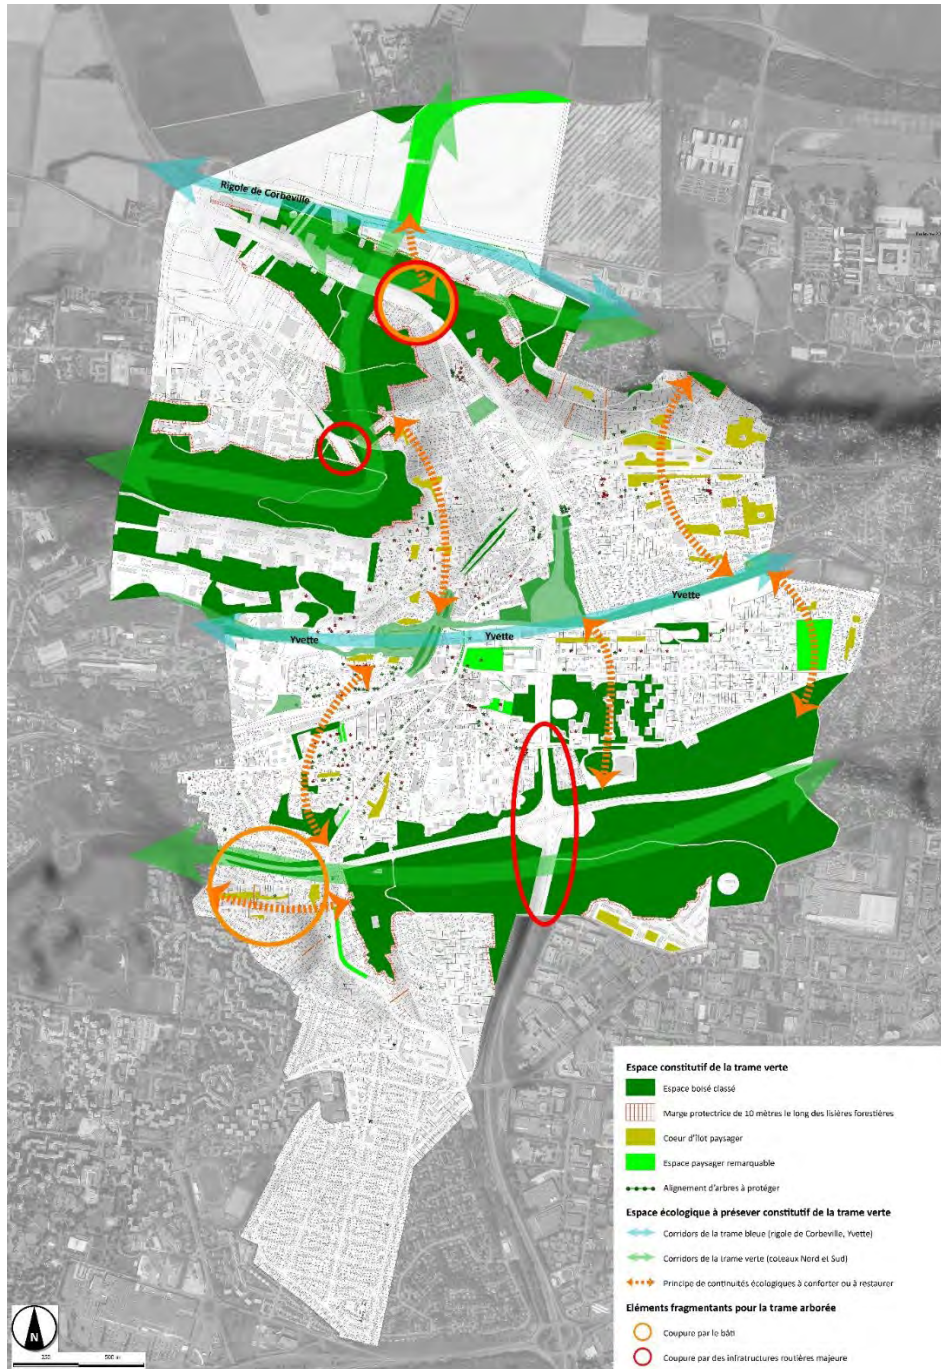 Rigole de Corbeville
Yvette
Yvette
Yvette
Espace constitutif de la trame verte
Espace boisé classé
Marge protectrice de 10 mètres le long des lisières forestières
Coeur d'îlot paysager
Espace paysager remarquable
Alignement d'arbres à protéger
Espace écologique à présever constitutif de la trame verte
Corridors de la trame bleue (rigole de Corbeville, Yvette)
Corridors de la trame verte (coteaux Nord et Sud)
Principe de continuités écologiques à conforter ou à restaurer
Eléments fragmentants pour la trame arborée
Coupure par le bâti
Coupure par des infratructures routières majeure
N
250 500 m